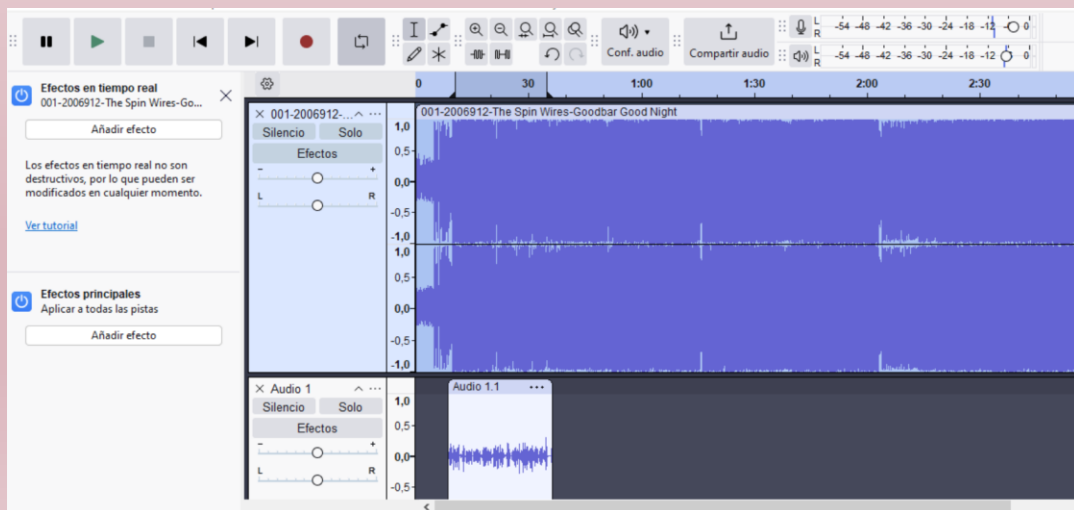 Conf. audio
Compartir audio
L
R
-54 -48 -42 -36 -30 -24 -18 -12 -6 0
L
R
-54 -48 -42 -36 -30 -24 -18 -12 0
Efectos en tiempo real
001-2006912-The Spin Wires-Go...
Añadir efecto
Los efectos en tiempo real no son
destructivos, por lo que pueden ser
modificados en cualquier momento.
Ver tutorial
Efectos principales
Aplicar a todas las pistas
Añadir efecto
0 30 1:00 1:30 2:00 2:30
001-2006912-...
Silencio Solo
Efectos
- +
L R
001-2006912-The Spin Wires-Goodbar Good Night
1,0
0,5
0,0
-0,5
-1,0
1,0
0,5
0,0
-0,5
-1,0
Audio 1
Silencio Solo
Efectos
- +
L R
1,0
0,5
0,0
-0,5
Audio 1.1